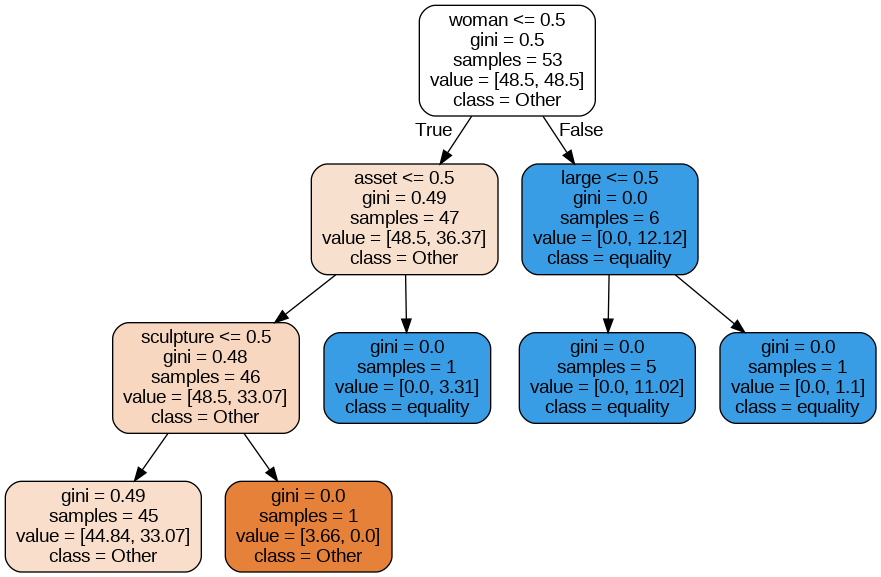 woman <= 0.5
gini = 0.5
samples = 53
value = [48.5, 48.5]
class = Other
True
False
asset <= 0.5
gini = 0.49
samples = 47
value = [48.5, 36.37]
class = Other
large <= 0.5
gini = 0.0
samples = 6
value = [0.0, 12.12]
class = equality
sculpture <= 0.5
gini = 0.48
samples = 46
value = [48.5, 33.07]
class = Other
gini = 0.0
samples = 1
value = [0.0, 3.31]
class = equality
gini = 0.0
samples = 5
value = [0.0, 11.02]
class = equality
gini = 0.0
samples = 1
value = [0.0, 1.1]
class = equality
gini = 0.49
samples = 45
value = [44.84, 33.07]
class = Other
gini = 0.0
samples = 1
value = [3.66, 0.0]
class = Other